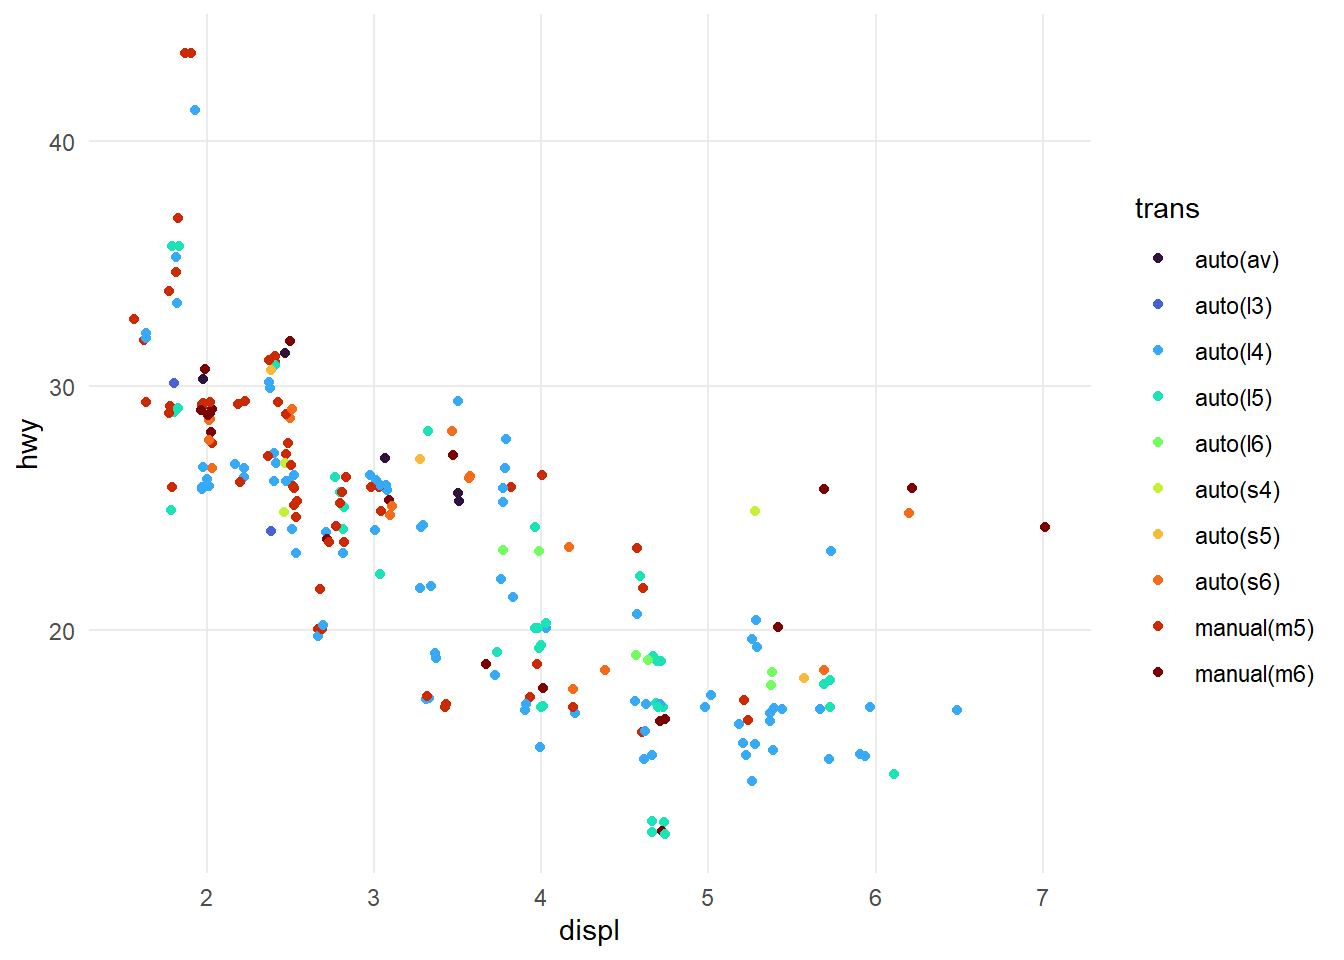 40
30
20
hwy
2 3 4 5 6 7
displ
trans
auto(av)
auto(l3)
auto(l4)
auto(l5)
auto(l6)
auto(s4)
auto(s5)
auto(s6)
manual(m5)
manual(m6)